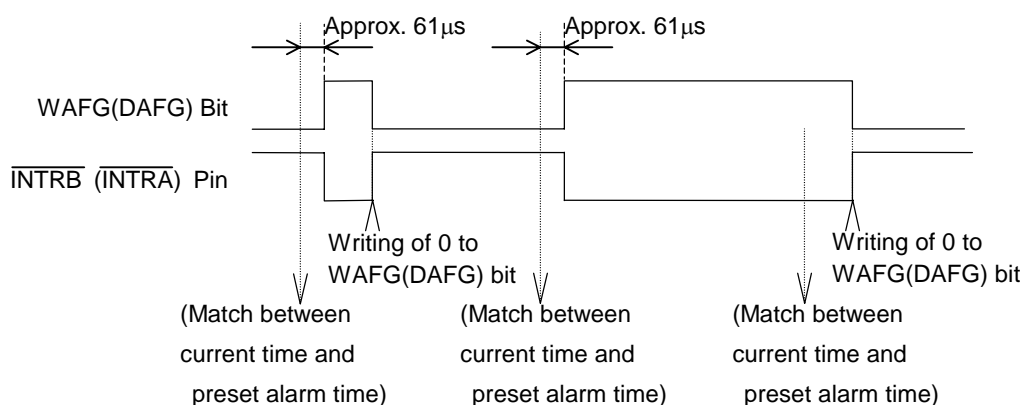 Approx. 61μs Approx. 61μs
WAFG(DAFG) Bit
INTRB (INTRA) Pin
Writing of 0 to Writing of 0 to
WAFG(DAFG) bit WAFG(DAFG) bit
(Match between (Match between (Match between
current time and current time and current time and
preset alarm time) preset alarm time) preset alarm time)